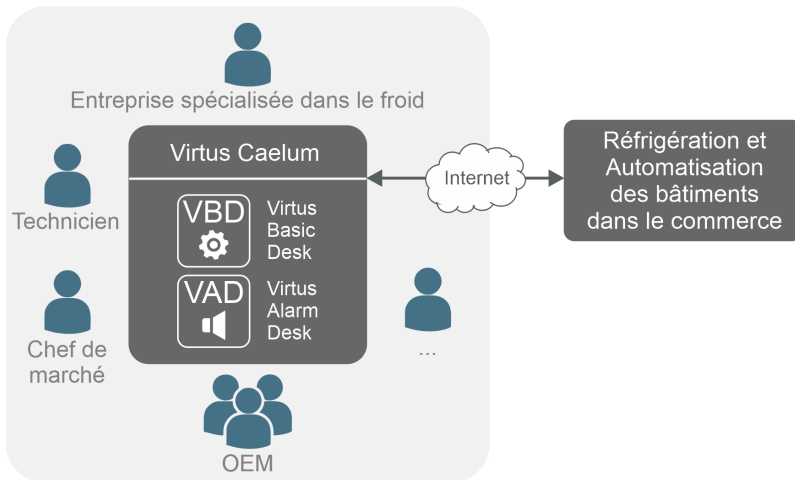 Entreprise spécialisée dans le froid
Virtus Caelum
VBD
Virtus
Basic
Desk
VAD
Virtus
Alarm
Desk
Technicien
Chef de
marché
OEM
...
Internet
Réfrigération et
Automatisation
des bâtiments
dans le commerce